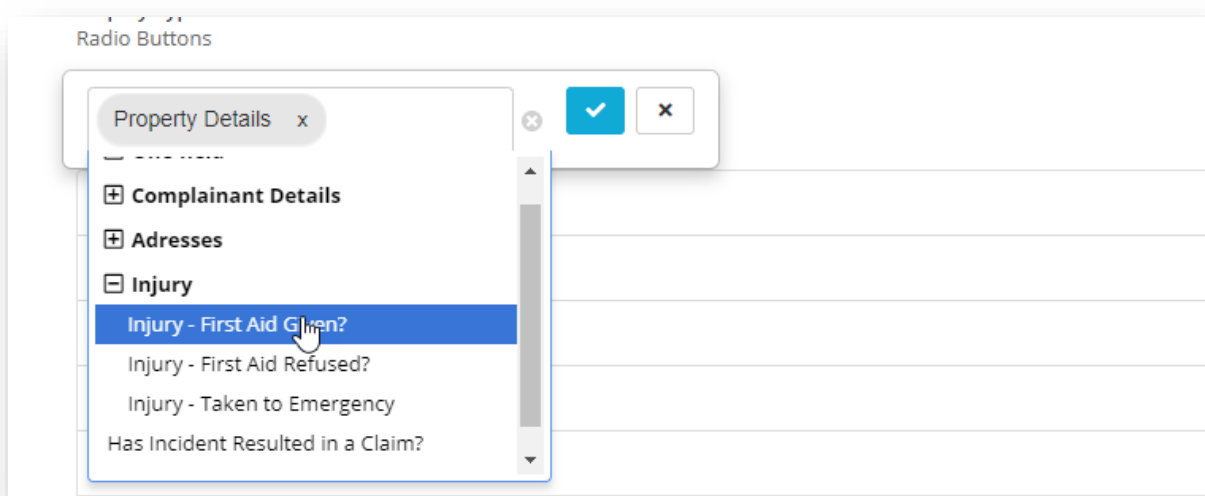 Radio Buttons
Property Details x
Complainant Details
Adresses
Injury
Injury - First Aid Given?
Injury - First Aid Refused?
Injury - Taken to Emergency
Has Incident Resulted in a Claim?